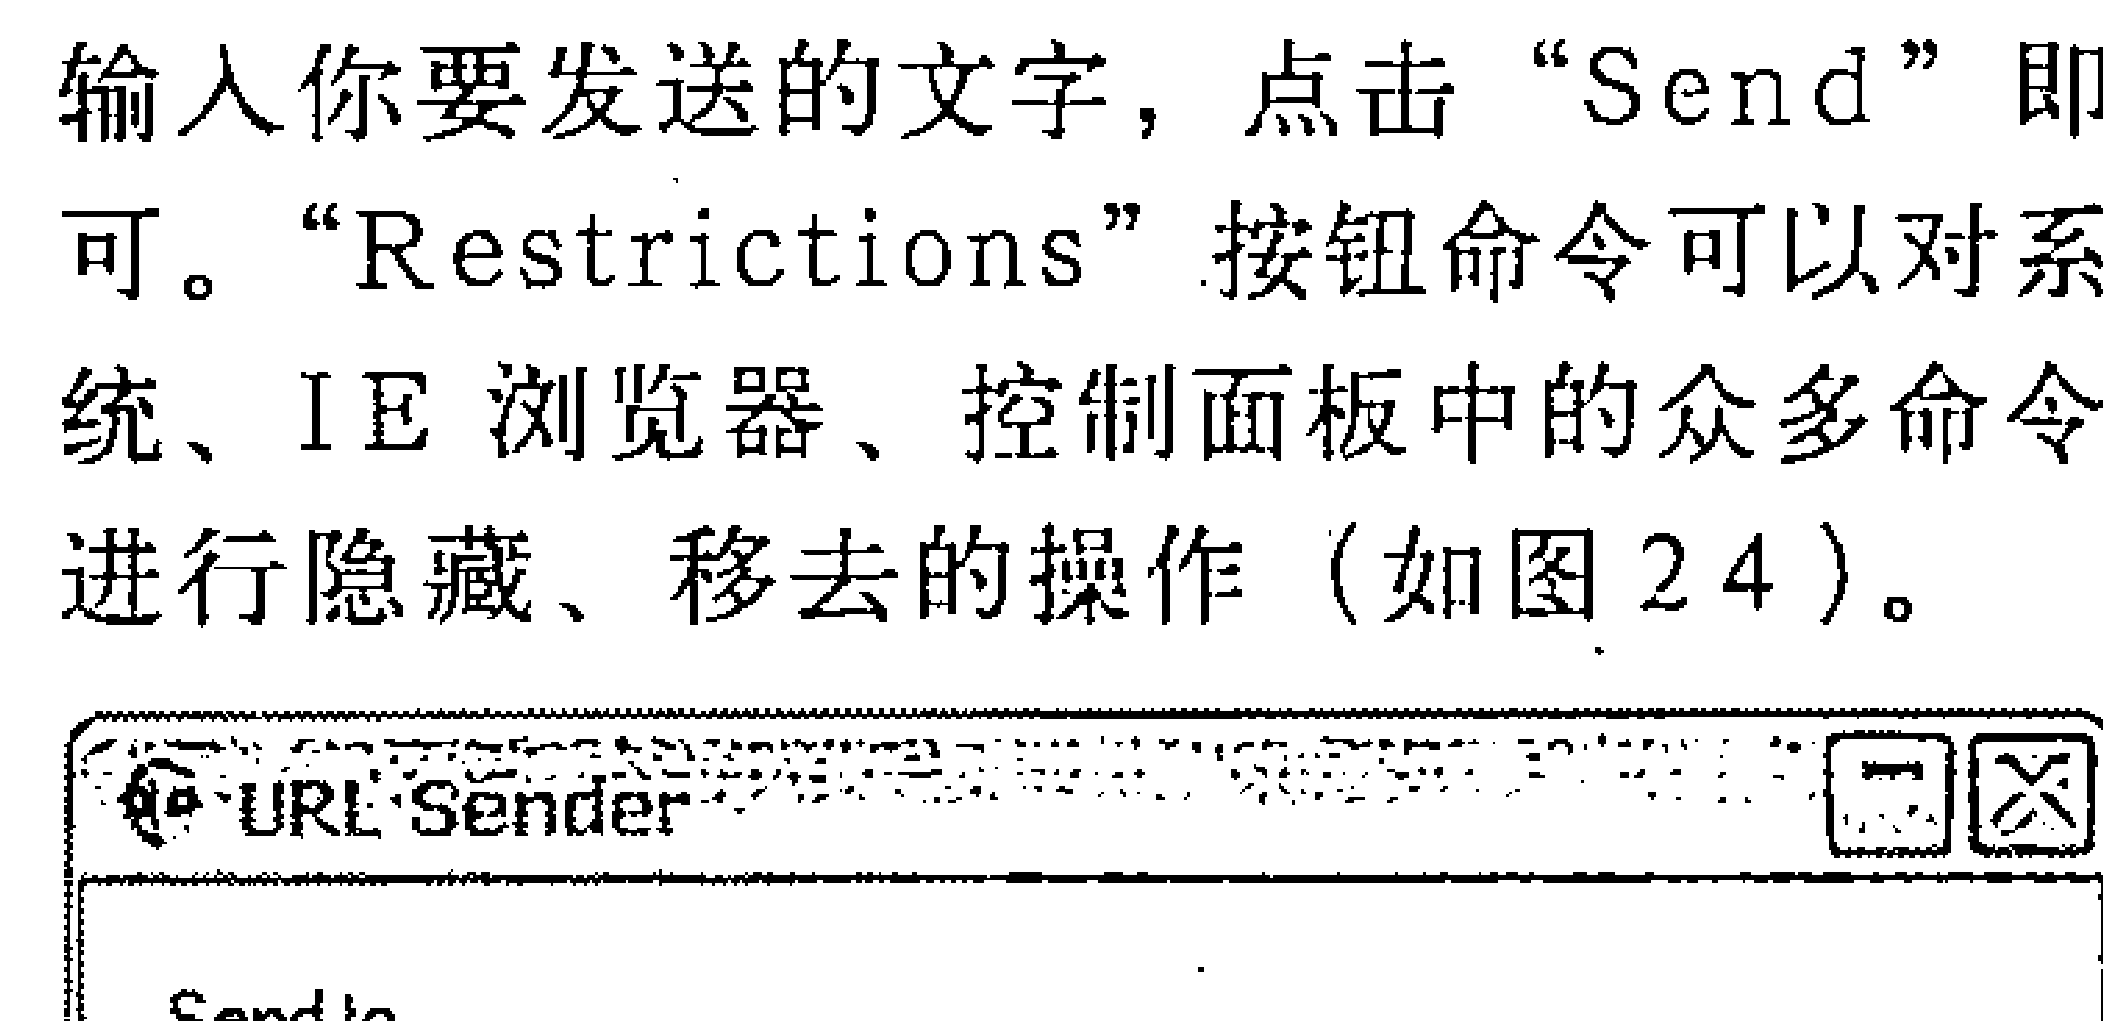 输入你要发送的文字，点击“Send”即
可。“Restrictions”按钮命令可以对系
统、IE 浏览器、控制面板中的众多命令
进行隐藏、移去的操作（如图24）。
URL Sender
Send to